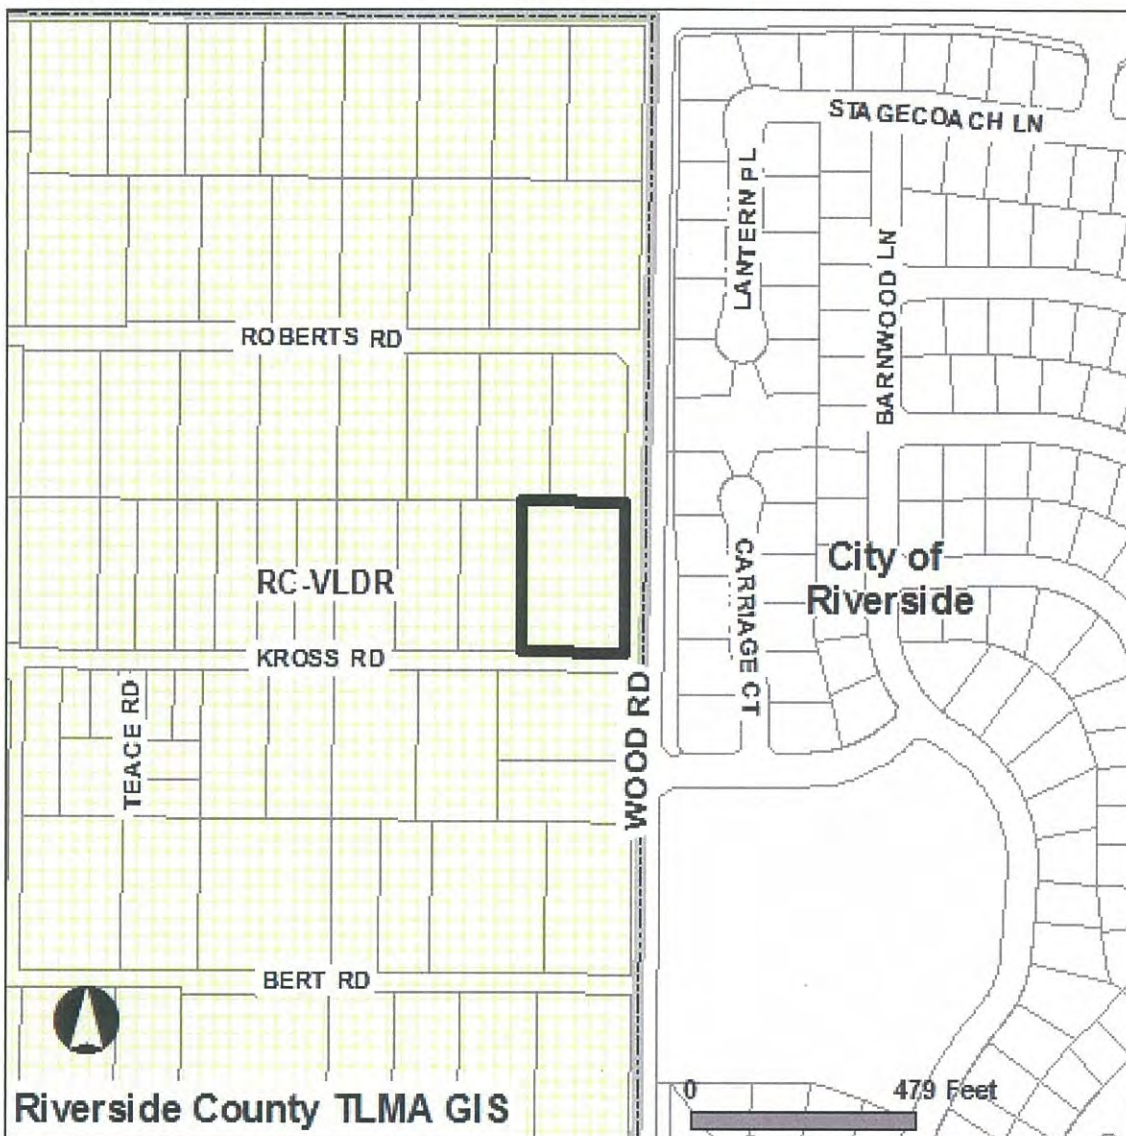 STAGECOACH LN
LANTERN PL
BARNWOOD LN
ROBERTS RD
RC-VLDR
CARRIAGE CT
City of
Riverside
KROSS RD
TEACE RD
WOOD RD
BERT RD
0 479 Feet
Riverside County TLMA GIS